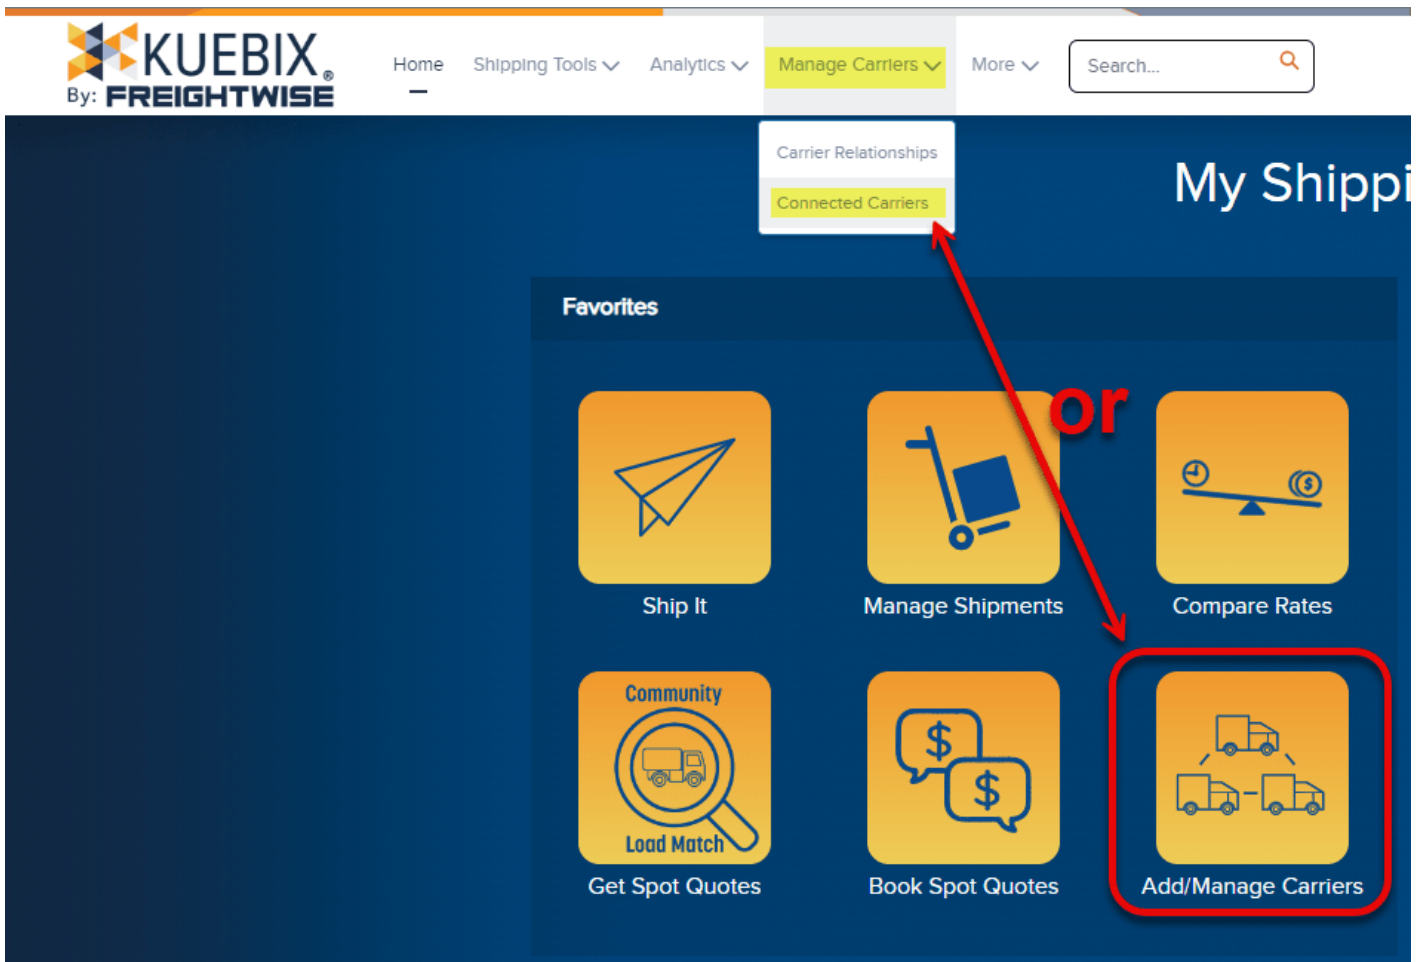 KUEBIX®
By: FREIGHTWISE
Home
Shipping Tools
Analytics
Manage Carriers
More
Search...
Carrier Relationships
Connected Carriers
My Shippi
Favorites
or
Ship It
Manage Shipments
Compare Rates
Community
Load Match
$
$
$
Get Spot Quotes
Book Spot Quotes
Add/Manage Carriers